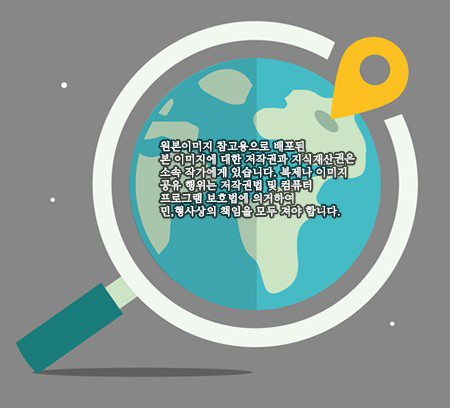 원본이미지 참고용으로 배포된
본 이미지에 대한 저작권과 지식재산권은
소속 작가에게 있습니다. 복제나 이미지
공유 행위는 저작권법 및 컴퓨터
프로그램 보호법에 의거하여
민.형사상의 책임을 모두 져야 합니다.